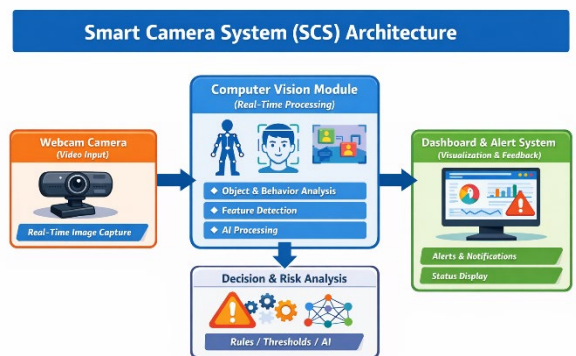 Smart Camera System (SCS) Architecture
Webcam Camera
(Video Input)
Real-Time Image Capture
Computer Vision Module
(Real-Time Processing)
Object & Behavior Analysis
Feature Detection
AI Processing
Decision & Risk Analysis
Rules / Thresholds / AI
Dashboard & Alert System
(Visualization & Feedback)
Alerts & Notifications
Status Display